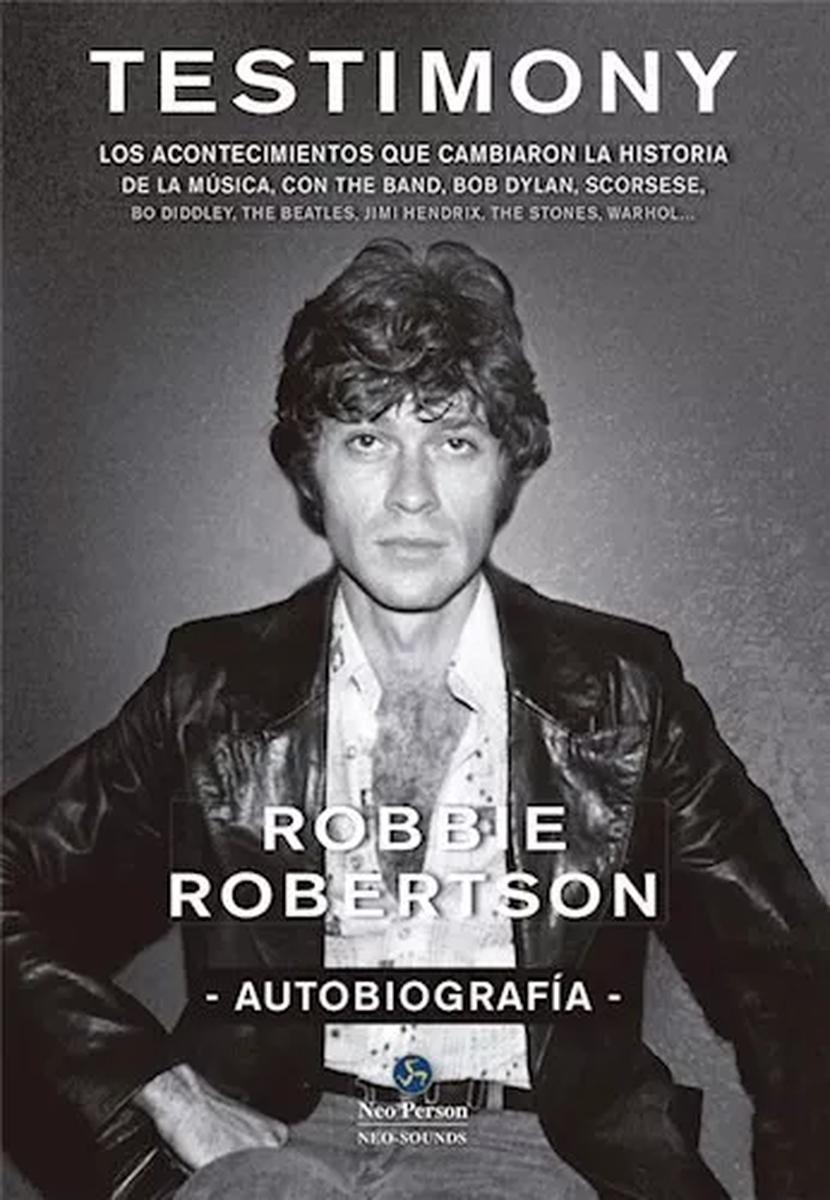 TESTIMONY
LOS ACONTECIMIENTOS QUE CAMBIARON LA HISTORIA
DE LA MÚSICA, CON THE BAND, BOB DYLAN, SCORSESE,
BO DIDDLEY, THE BEATLES, JIMI HENDRIX, THE STONES, WARHOL...
ROBBIE
ROBERTSON
- AUTOBIOGRAFÍA -
Neo Person
NEO-SOUNDS